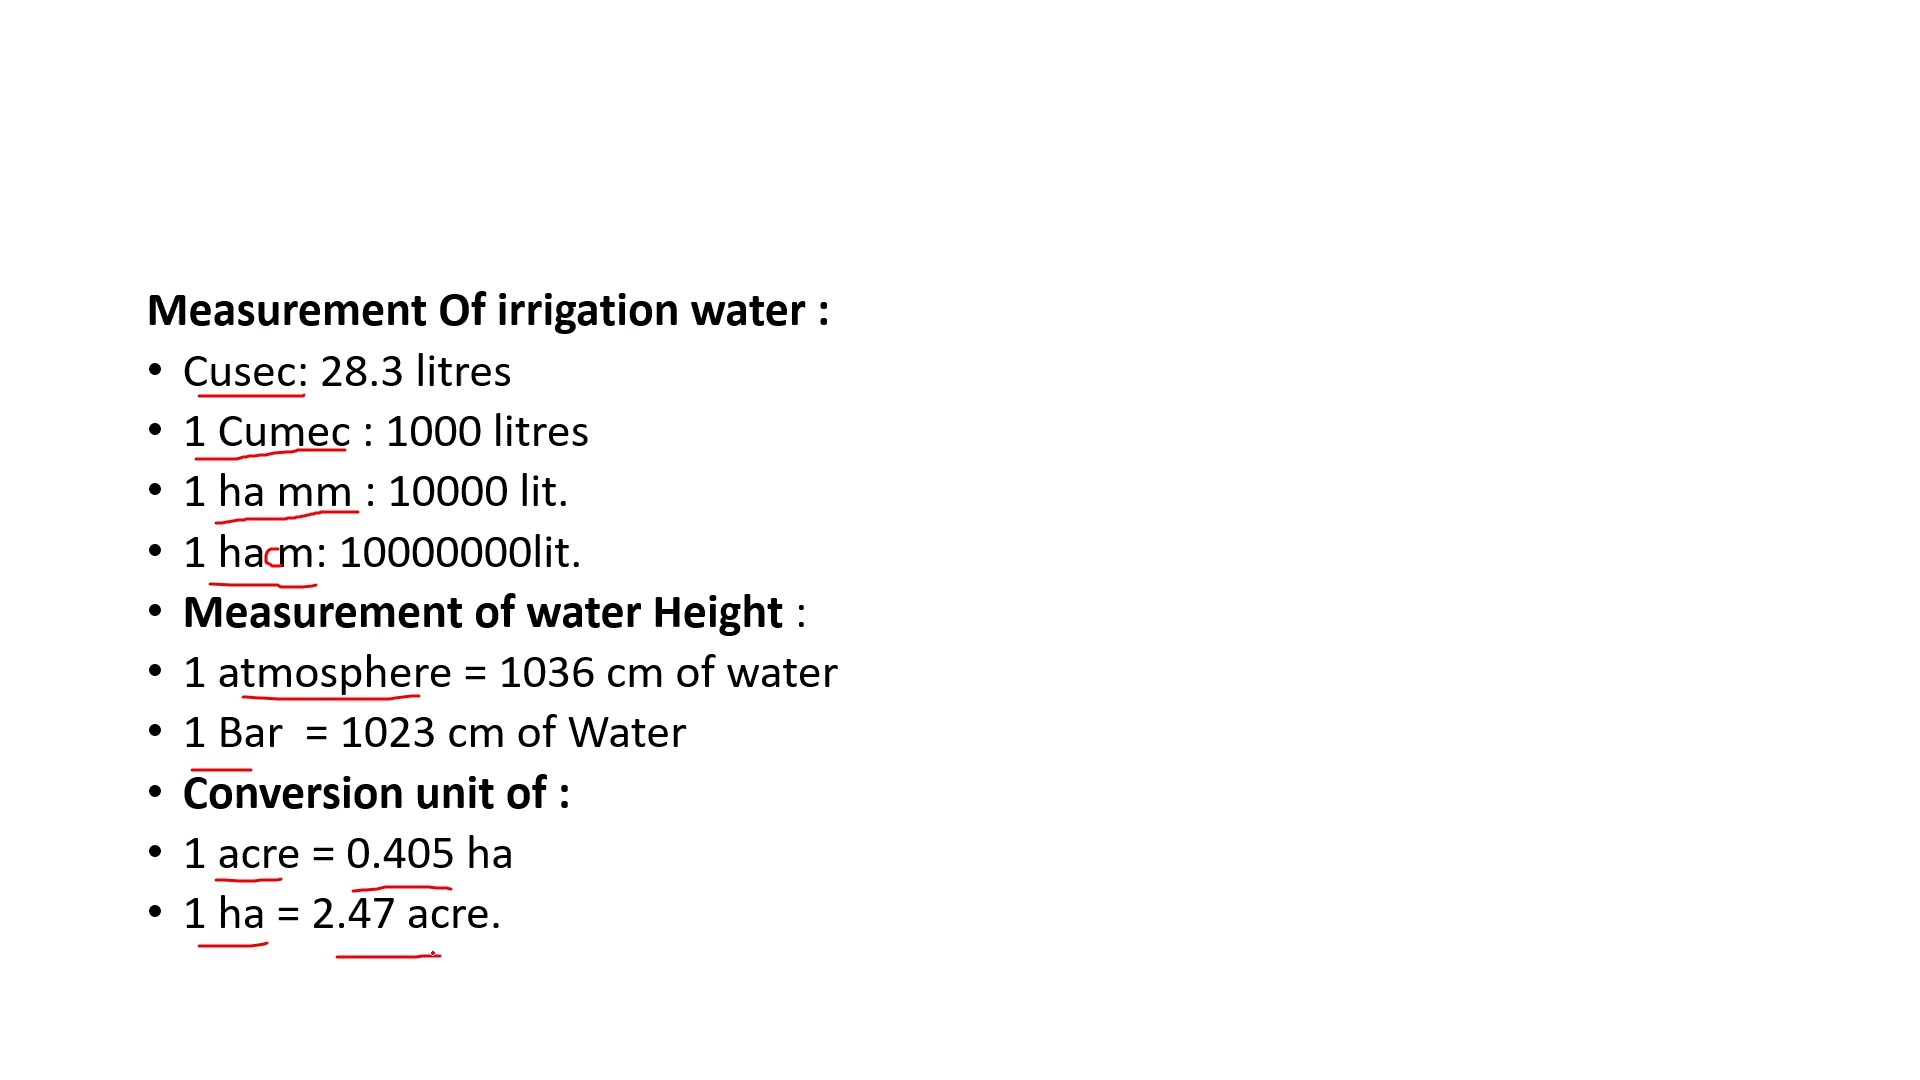 Measurement Of irrigation water :
• Cusec: 28.3 litres
• 1 Cumec : 1000 litres
• 1 ha mm : 10000 lit.
• 1 ha cm: 10000000lit.
• Measurement of water Height :
• 1 atmosphere = 1036 cm of water
• 1 Bar = 1023 cm of Water
• Conversion unit of :
• 1 acre = 0.405 ha
• 1 ha = 2.47 acre.